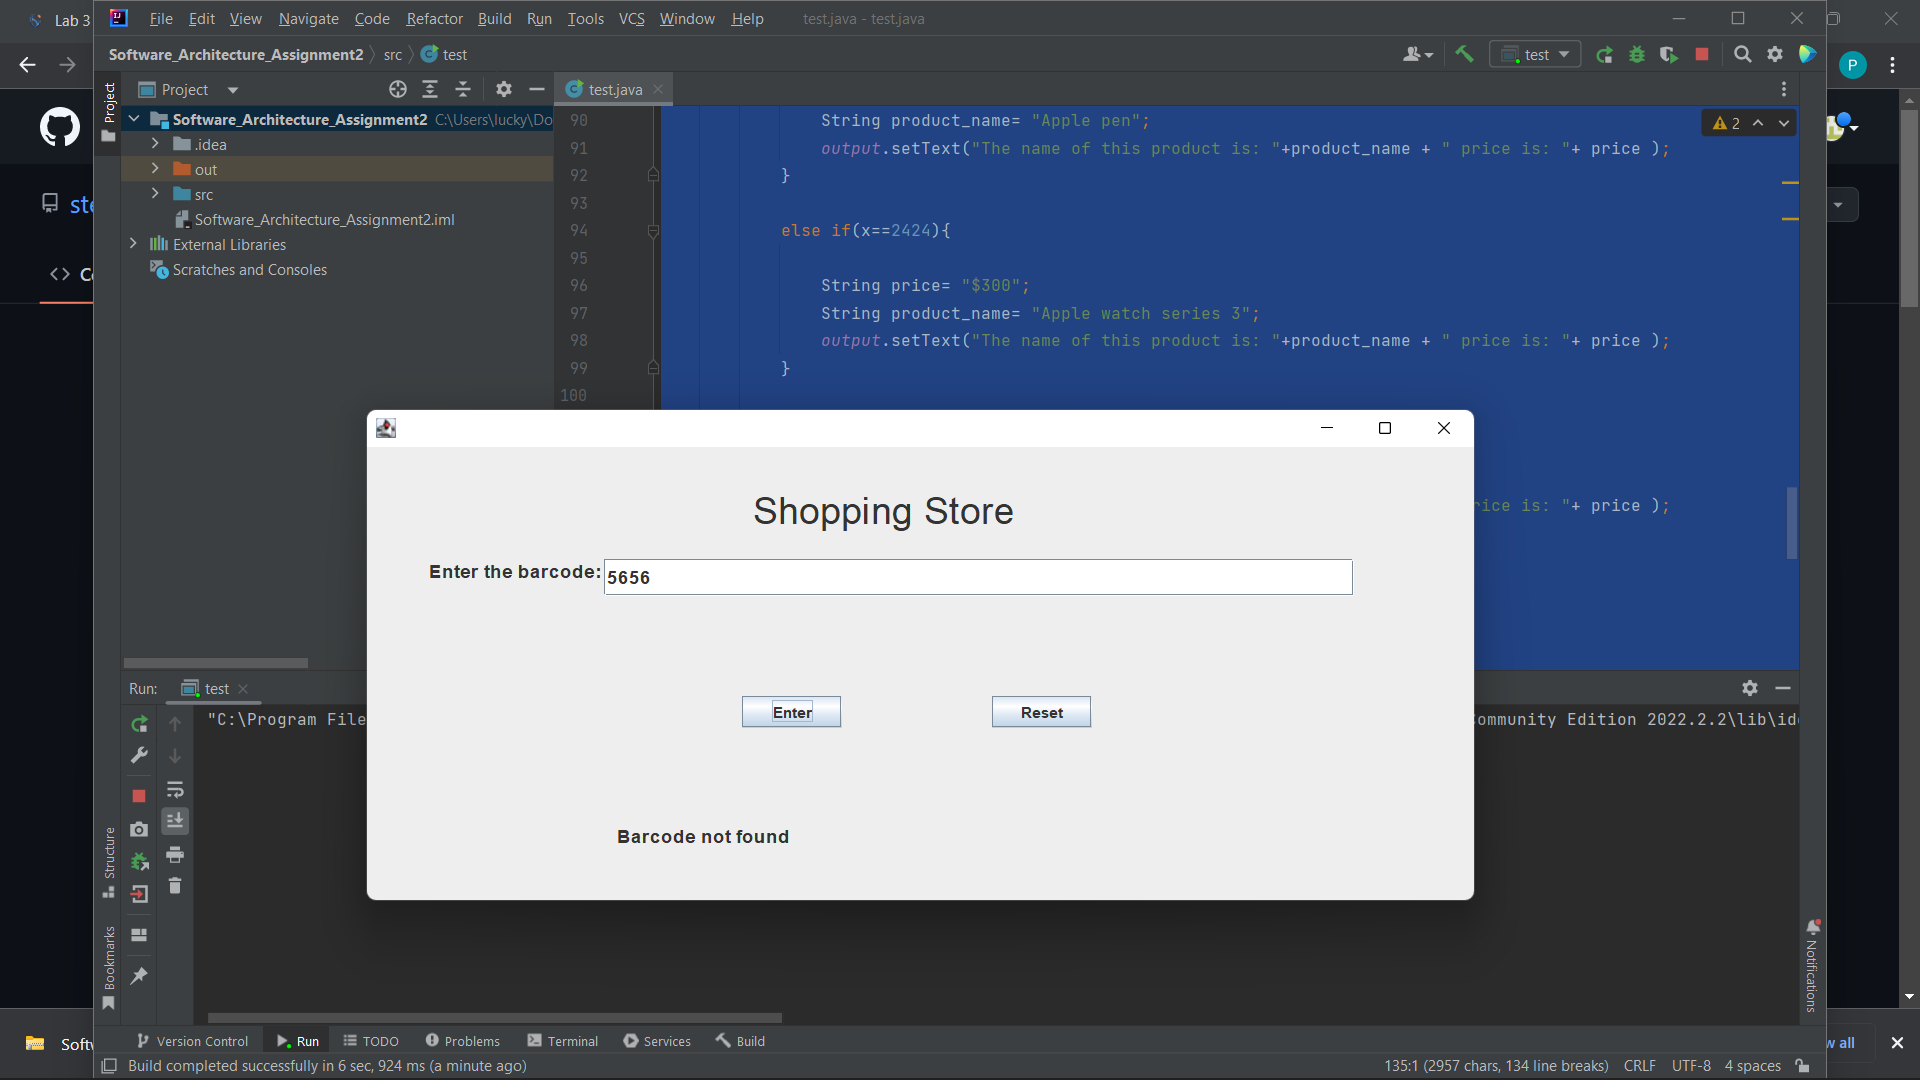 Lab 3
File Edit View Navigate Code Refactor Build Run Tools VCS Window Help test.java - test.java
Software_Architecture_Assignment2 src test
test
P
Project
Project
test.java
Software_Architecture_Assignment2 C:\Users\lucky\Do
.idea
out
src
Software_Architecture_Assignment2.iml
External Libraries
Scratches and Consoles
ste
<> C
2
90 String product_name= "Apple pen";
91 output.setText("The name of this product is: "+product_name + " price is: "+ price );
92 }
93
94 else if(x==2424){
95
96 String price= "$300";
97 String product_name= "Apple watch series 3";
98 output.setText("The name of this product is: "+product_name + " price is: "+ price );
99 }
100
rice is: "+ price );
Shopping Store
Enter the barcode: 5656
Enter Reset
Barcode not found
Run: test
"C:\Program File
ommunity Edition 2022.2.2\lib\ide
Structure
Bookmarks
Notifications
Version Control Run TODO Problems Terminal Services Build
Build completed successfully in 6 sec, 924 ms (a minute ago)
135:1 (2957 chars, 134 line breaks) CRLF UTF-8 4 spaces
Softw
w all